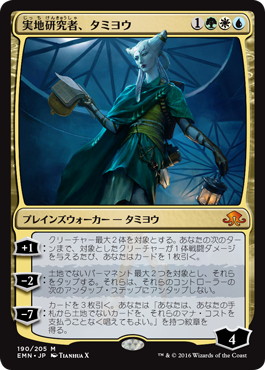 じっち けんきゅうしゃ
実地研究者、タミヨウ
1
プレインズウォーカー — タミヨウ
+1: クリーチャー最大2体を対象とする。あなたの次のター
ンまで、対象としたクリーチャーが1体戦闘ダメージ
を与えるたび、あなたはカードを1枚引く。
-2: 土地でないパーマネント最大2つを対象とし、それら
をタップする。それらは、それらのコントローラー
の次のアンタップ・ステップにアンタップしない。
-7: カードを3枚引く。あなたは「あなたは、あなたの手
札から土地でないカードを、それらのマナ・コストを
支払うことなく唱えてもよい。」を持つ紋章を
得る。
4
190/205 M
EMN • JP TIANHUA X
™ & © 2016 Wizards of the Coast